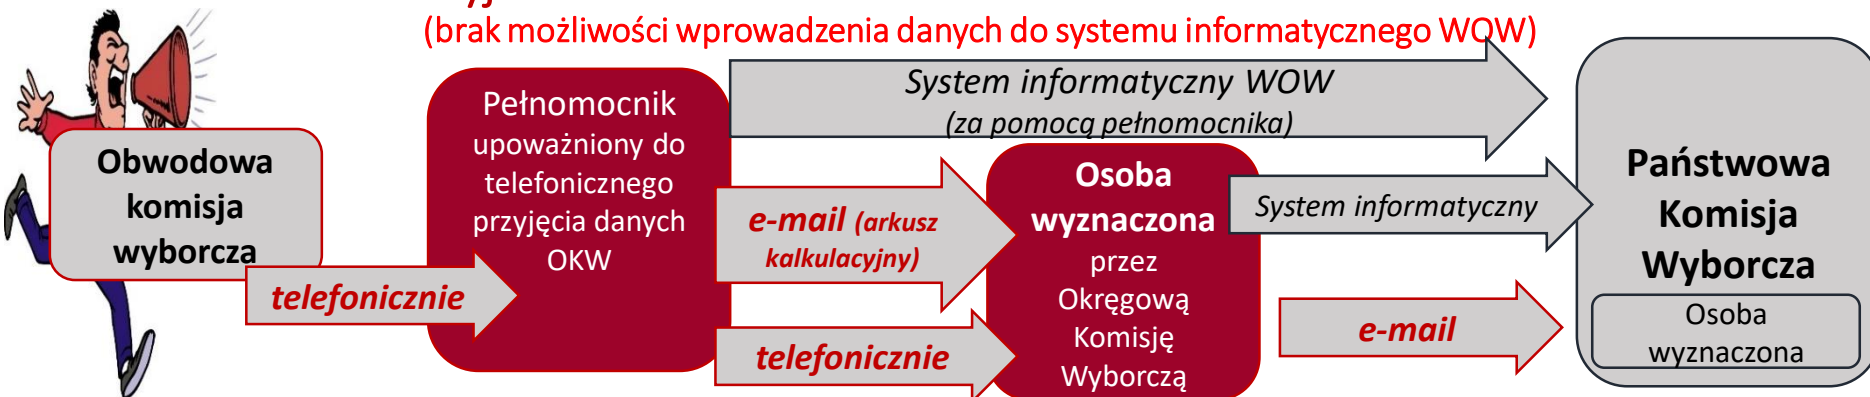 (brak możliwości wprowadzenia danych do systemu informatycznego WOW)
Obwodowa
komisja
wyborcza
telefonicznie
Pełnomocnik
upoważniony do
telefonicznego
przyjęcia danych
OKW
System informatyczny WOW
(za pomocą pełnomocnika)
e-mail (arkusz
kalkulacyjny)
telefonicznie
Osoba
wyznaczona
przez
Okręgową
Komisję
Wyborczą
System informatyczny
e-mail
Państwowa
Komisja
Wyborcza
Osoba
wyznaczona